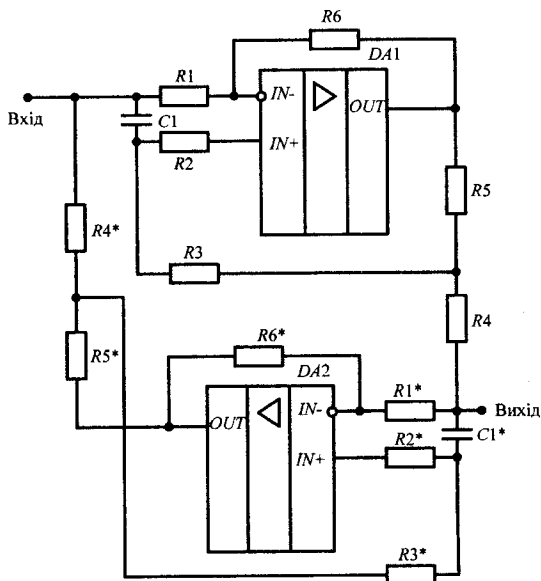 R6
DA1
R1
IN-
OUT
Вхід
C1
IN+
R2
R5
R4*
R3
R4
R5*
R6*
DA2
R1*
OUT
IN-
Вихід
C1*
IN+
R2*
R3*